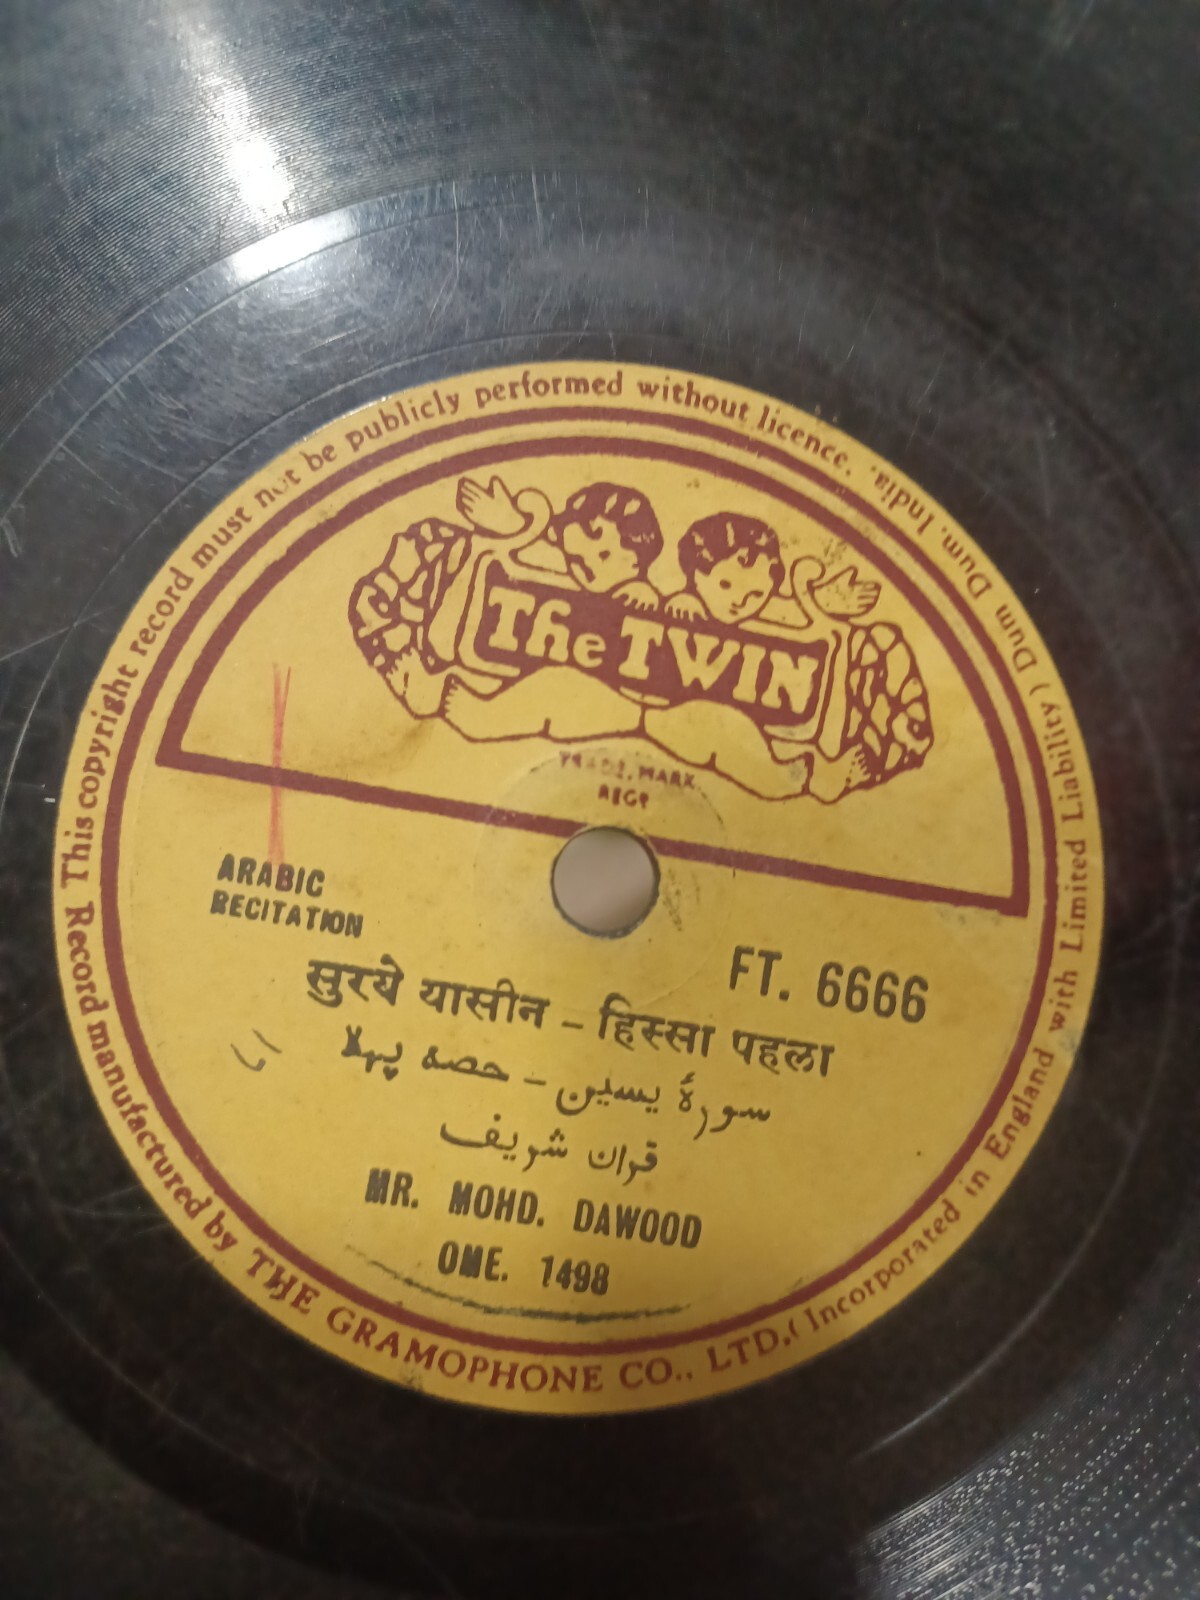 This copyright record must not be publicly performed without licence.
The TWIN
TRADE. MARK
REGD
ARABIC
RECITATION
FT. 6666
सुरये यासीन – हिस्सा पहला
سورۂ یسین – حصہ پہلا
قران شریف
MR. MOHD. DAWOOD
OME. 1498
Record manufactured by THE GRAMOPHONE CO., LTD.( Incorporated in England with Limited Liability) Dum Dum, India.